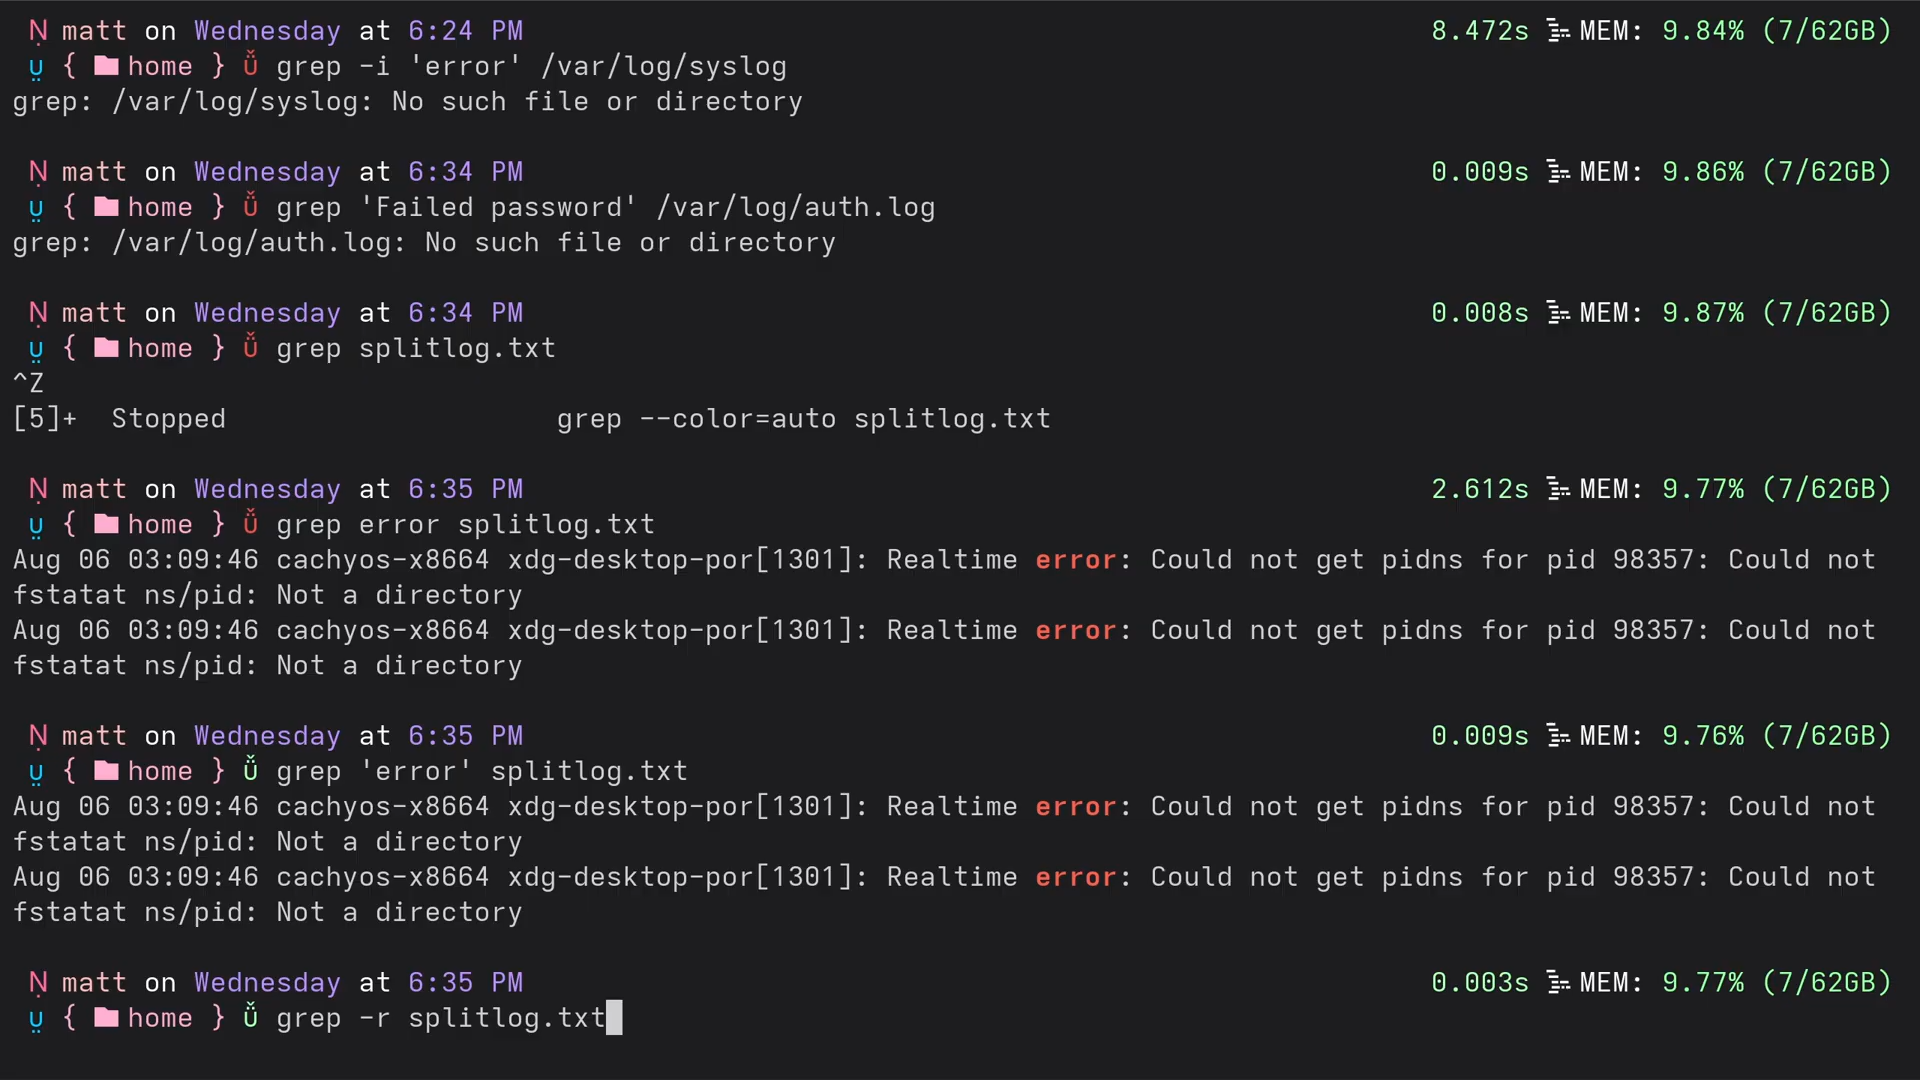 Ṇ matt on Wednesday at 6:24 PM 8.472s MEM: 9.84% (7/62GB)
ṳ { home } ǚ grep -i 'error' /var/log/syslog
grep: /var/log/syslog: No such file or directory
Ṇ matt on Wednesday at 6:34 PM 0.009s MEM: 9.86% (7/62GB)
ṳ { home } ǚ grep 'Failed password' /var/log/auth.log
grep: /var/log/auth.log: No such file or directory
Ṇ matt on Wednesday at 6:34 PM 0.008s MEM: 9.87% (7/62GB)
ṳ { home } ǚ grep splitlog.txt
^Z
[5]+  Stopped                    grep --color=auto splitlog.txt
Ṇ matt on Wednesday at 6:35 PM 2.612s MEM: 9.77% (7/62GB)
ṳ { home } ǚ grep error splitlog.txt
Aug 06 03:09:46 cachyos-x8664 xdg-desktop-por[1301]: Realtime error: Could not get pidns for pid 98357: Could not
fstatat ns/pid: Not a directory
Aug 06 03:09:46 cachyos-x8664 xdg-desktop-por[1301]: Realtime error: Could not get pidns for pid 98357: Could not
fstatat ns/pid: Not a directory
Ṇ matt on Wednesday at 6:35 PM 0.009s MEM: 9.76% (7/62GB)
ṳ { home } Ǚ grep 'error' splitlog.txt
Aug 06 03:09:46 cachyos-x8664 xdg-desktop-por[1301]: Realtime error: Could not get pidns for pid 98357: Could not
fstatat ns/pid: Not a directory
Aug 06 03:09:46 cachyos-x8664 xdg-desktop-por[1301]: Realtime error: Could not get pidns for pid 98357: Could not
fstatat ns/pid: Not a directory
Ṇ matt on Wednesday at 6:35 PM 0.003s MEM: 9.77% (7/62GB)
ṳ { home } Ǚ grep -r splitlog.txt